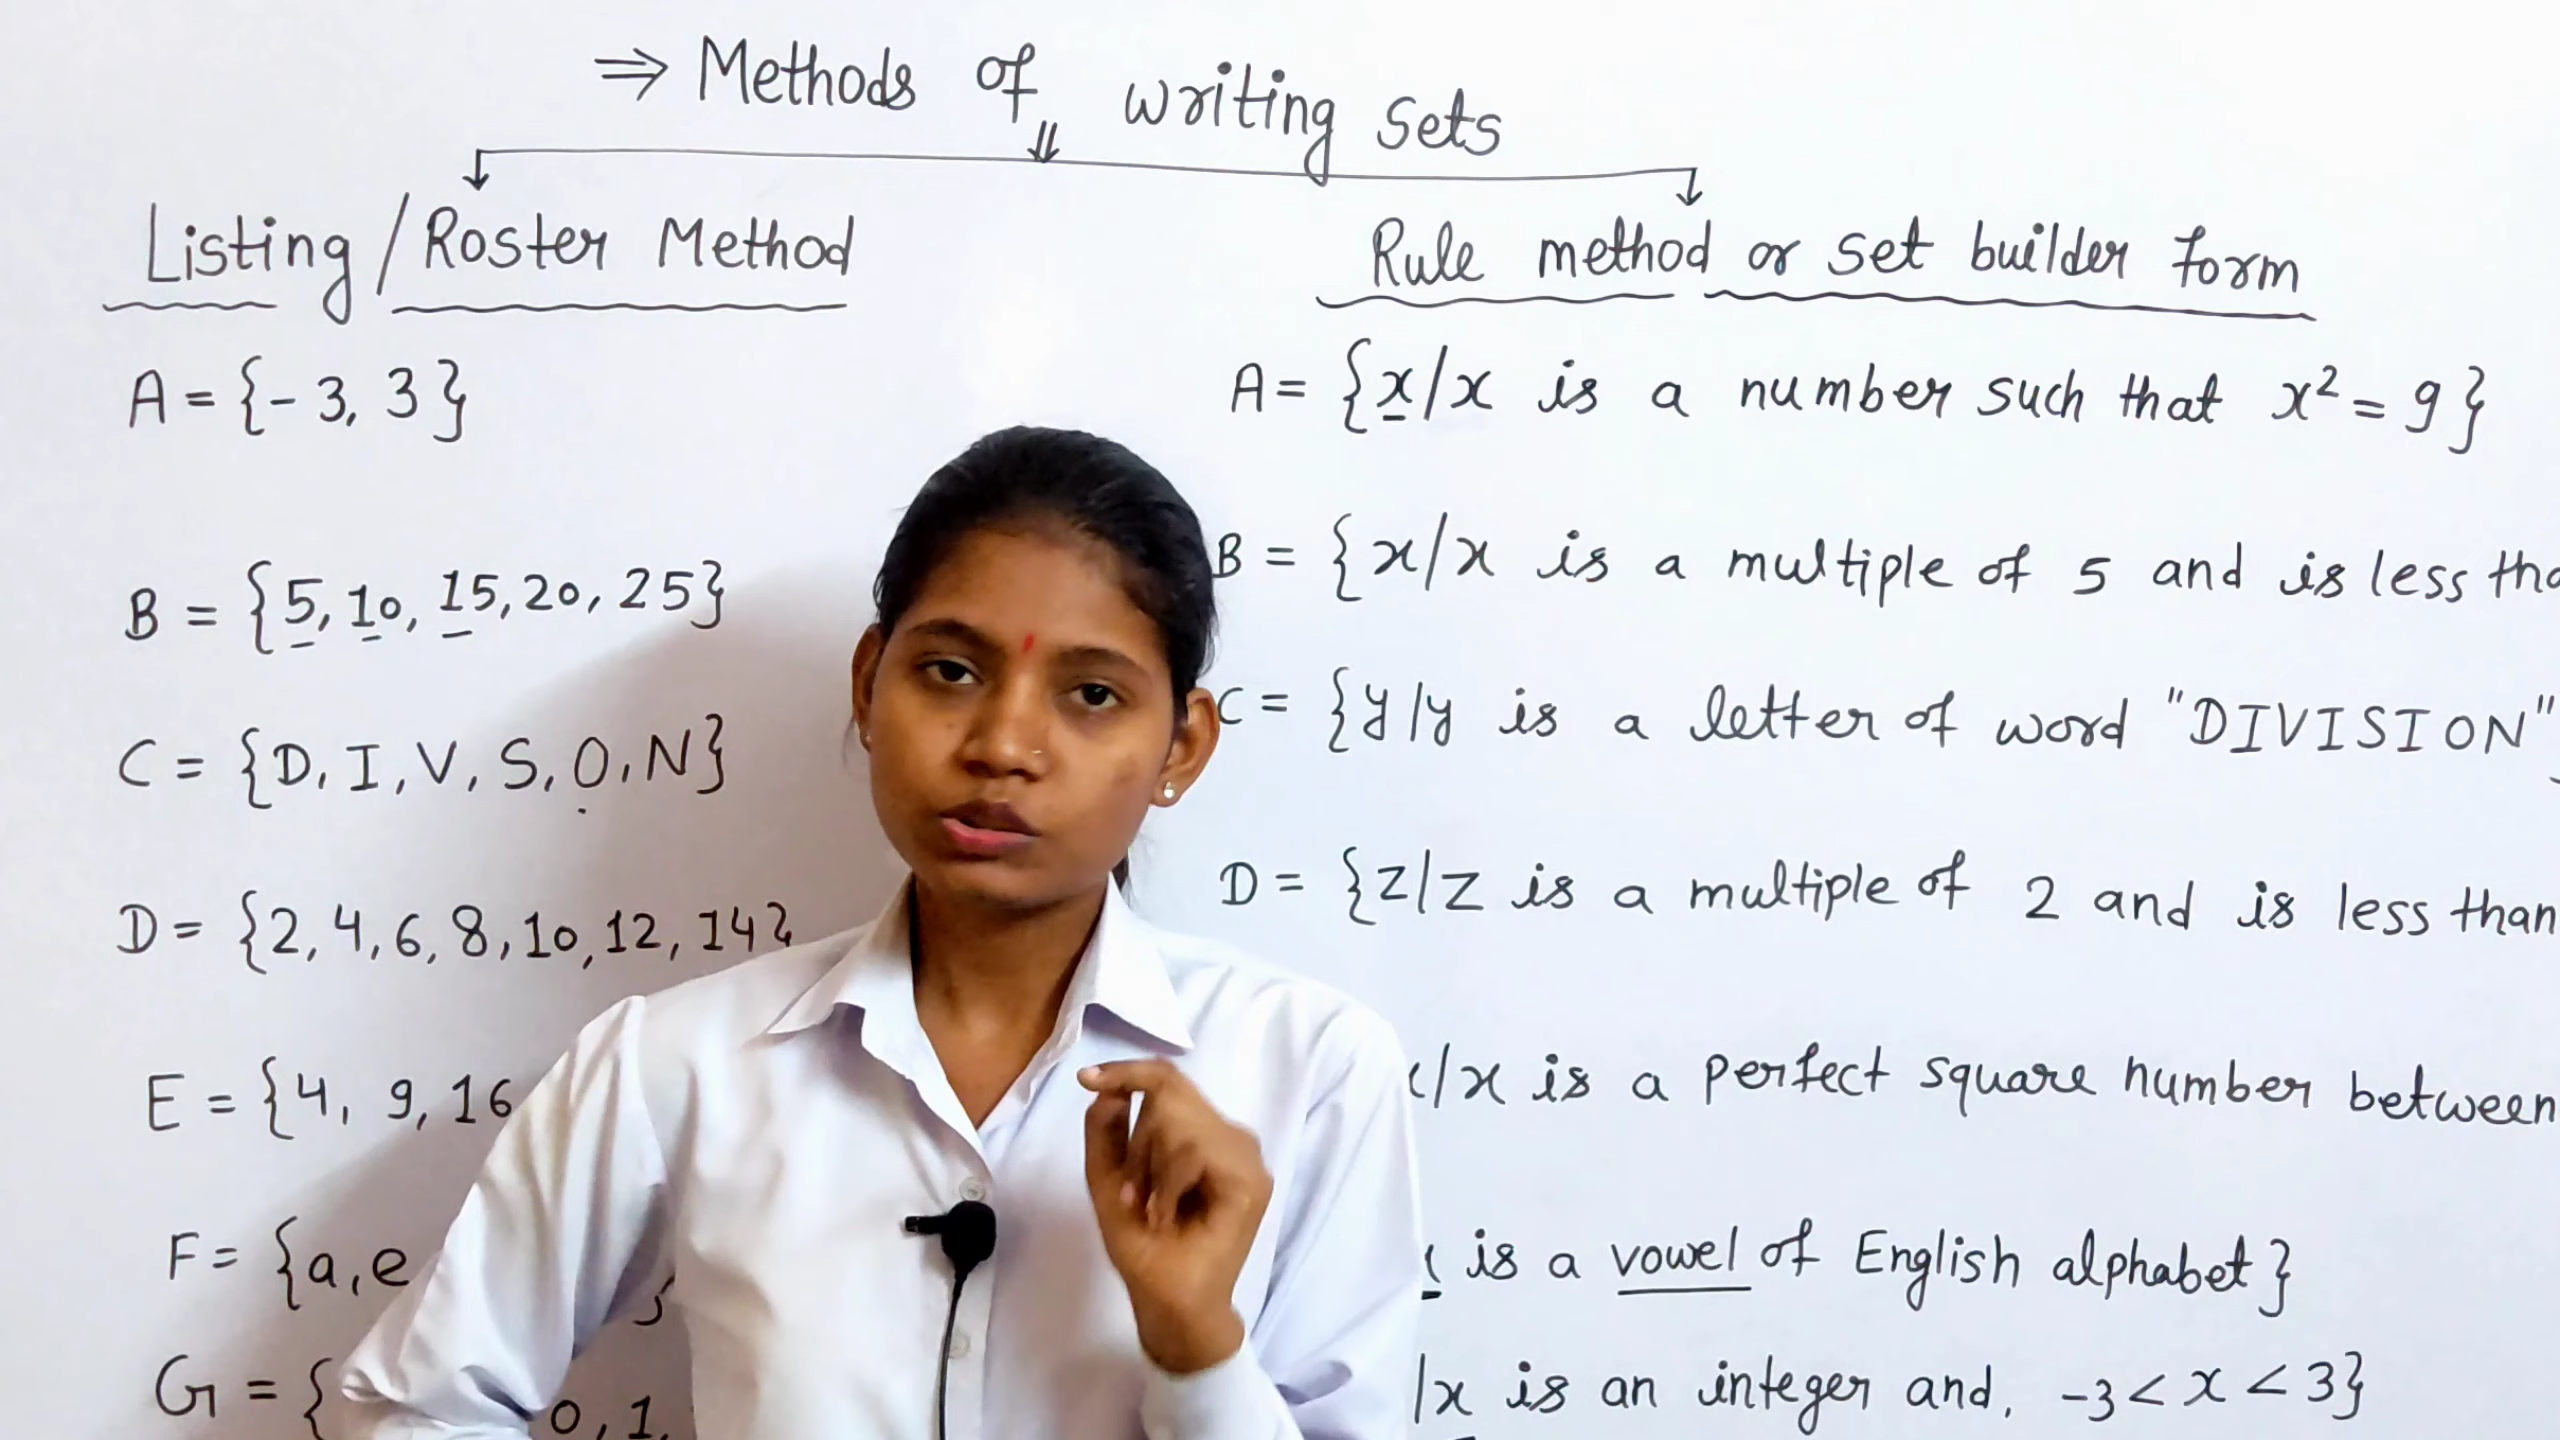 ⇒ Methods of writing sets
Listing/Roster Method
Rule method or set builder form
A = {-3, 3}
A = {x/x is a number such that x² = 9}
B = {5, 10, 15, 20, 25}
B = {x/x is a multiple of 5 and is less
C = {D, I, V, S, O, N}
C = {y/y is a letter of word "DIVISION"
D = {2, 4, 6, 8, 10, 12, 14}
D = {z/z is a multiple of 2 and is less than
E = {4, 9, 16
/x is a perfect square number between
F = {a, e
is a vowel of English alphabet}
G = {
0, 1,
/x is an integer and, -3 < x < 3}